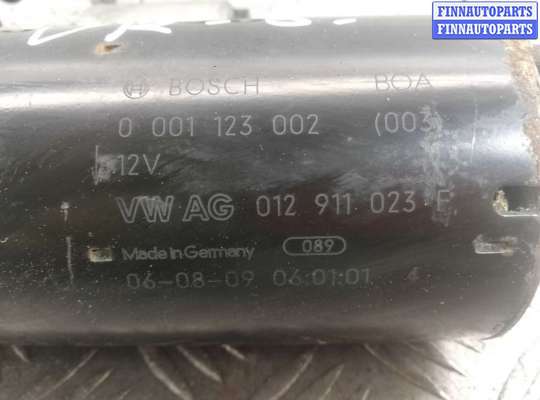 FINNAUTOPARTS
FINNAUTOPARTS
BOSCH BOA
0 001 123 002 (003)
12V
VW AG 012 911 023 F
Made in Germany 089
06-08-09 06:01:01 4